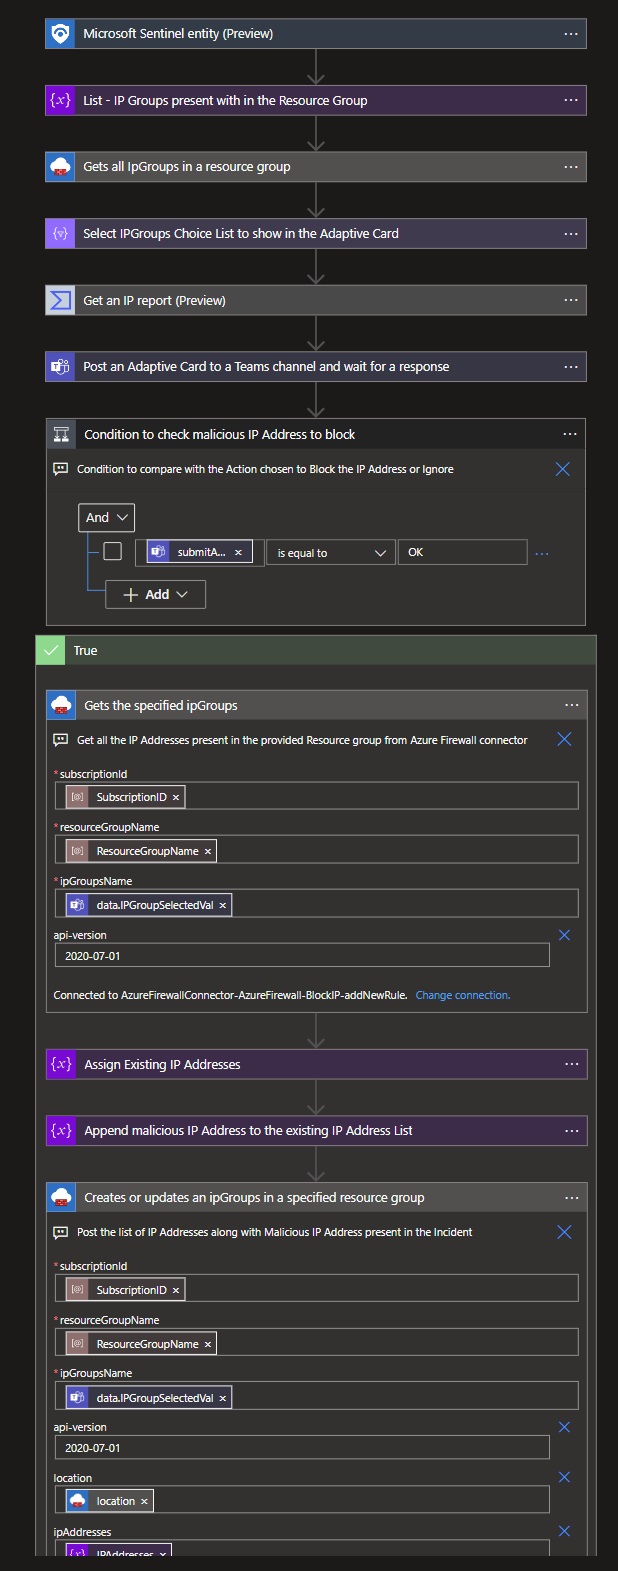 Microsoft Sentinel entity (Preview)
{x} List - IP Groups present with in the Resource Group
Gets all IpGroups in a resource group
Select IPGroups Choice List to show in the Adaptive Card
Get an IP report (Preview)
Post an Adaptive Card to a Teams channel and wait for a response
Condition to check malicious IP Address to block
Condition to compare with the Action chosen to Block the IP Address or Ignore
And
submitA... × is equal to OK
+ Add
True
Gets the specified ipGroups
Get all the IP Addresses present in the provided Resource group from Azure Firewall connector
* subscriptionId
[@] SubscriptionID ×
* resourceGroupName
[@] ResourceGroupName ×
* ipGroupsName
data.IPGroupSelectedVal ×
api-version
2020-07-01
Connected to AzureFirewallConnector-AzureFirewall-BlockIP-addNewRule. Change connection.
{x} Assign Existing IP Addresses
{x} Append malicious IP Address to the existing IP Address List
Creates or updates an ipGroups in a specified resource group
Post the list of IP Addresses along with Malicious IP Address present in the Incident
* subscriptionId
[@] SubscriptionID ×
* resourceGroupName
[@] ResourceGroupName ×
* ipGroupsName
data.IPGroupSelectedVal ×
api-version
2020-07-01
location
location ×
ipAddresses
{x} IPAddresses ×